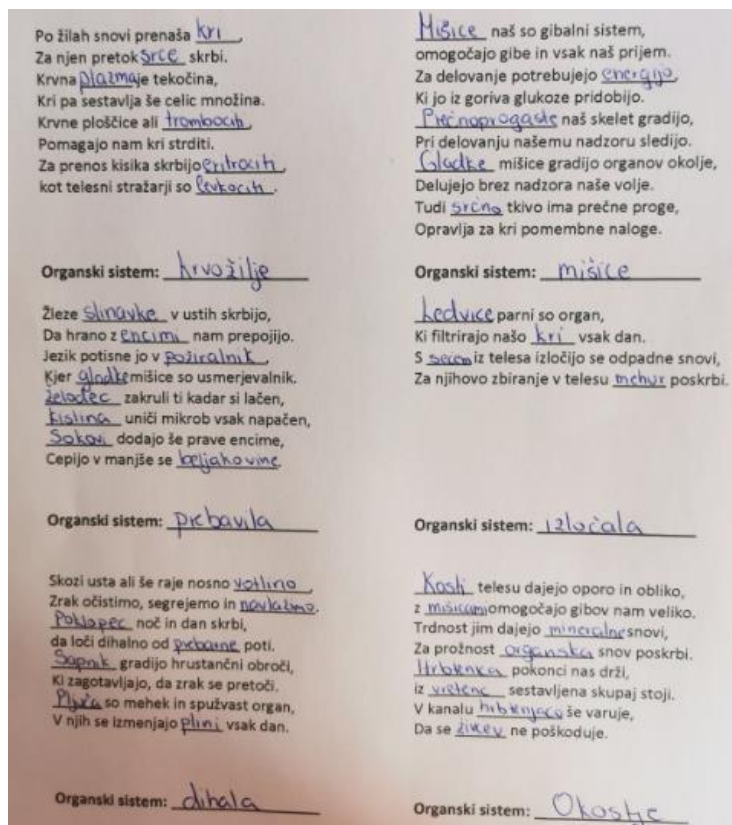 Po žilah snovi prenaša kri,
Za njen pretok srce skrbi.
Krvna plazma je tekočina,
Kri pa sestavlja še celic množina.
Krvne ploščice ali trombociti,
Pomagajo nam kri strditi.
Za prenos kisika skrbijo eritrociti,
kot telesni stražarji so levkociti.
Organski sistem: krvožilje
Žleze slinavke v ustih skrbijo,
Da hrano z encimi nam prepojijo.
Jezik potisne jo v požiralnik,
Kjer gladke mišice so usmerjevalnik.
želodec zakruli ti kadar si lačen,
kislina uniči mikrob vsak napačen,
Sokovi dodajo še prave encime,
Cepijo v manjše se beljakovine
Organski sistem: prebavila
Skozi usta ali še raje nosno votlino,
Zrak očistimo, segrejemo in navlažimo.
Poklopec noč in dan skrbi,
da loči dihalno od prebavne poti.
Sapnik gradijo hrustančni obroči,
Ki zagotavljajo, da zrak se pretoči.
Pljuča so mehek in spužvast organ,
V njih se izmenjajo plini vsak dan.
Organski sistem: dihala
Mišice naš so gibalni sistem,
omogočajo gibe in vsak naš prijem.
Za delovanje potrebujejo energijo,
Ki jo iz goriva glukoze pridobijo.
Prečnoprogaste naš skelet gradijo,
Pri delovanju našemu nadzoru sledijo.
Gladke mišice gradijo organov okolje,
Delujejo brez nadzora naše volje.
Tudi srčno tkivo ima prečne proge,
Opravlja za kri pomembne naloge.
Organski sistem: mišice
Ledvice parni so organ,
Ki filtrirajo našo kri vsak dan.
S sečem iz telesa izločijo se odpadne snovi,
Za njihovo zbiranje v telesu mehur poskrbi.
Organski sistem: izločala
Kosti telesu dajejo oporo in obliko,
z mišicami omogočajo gibov nam veliko.
Trdnost jim dajejo mineralne snovi,
Za prožnost organska snov poskrbi.
Hrbtenica pokonci nas drži,
iz vretenc sestavljena skupaj stoji.
V kanalu hrbtenjačo še varuje,
Da se živčev ne poškoduje.
Organski sistem: Okostje